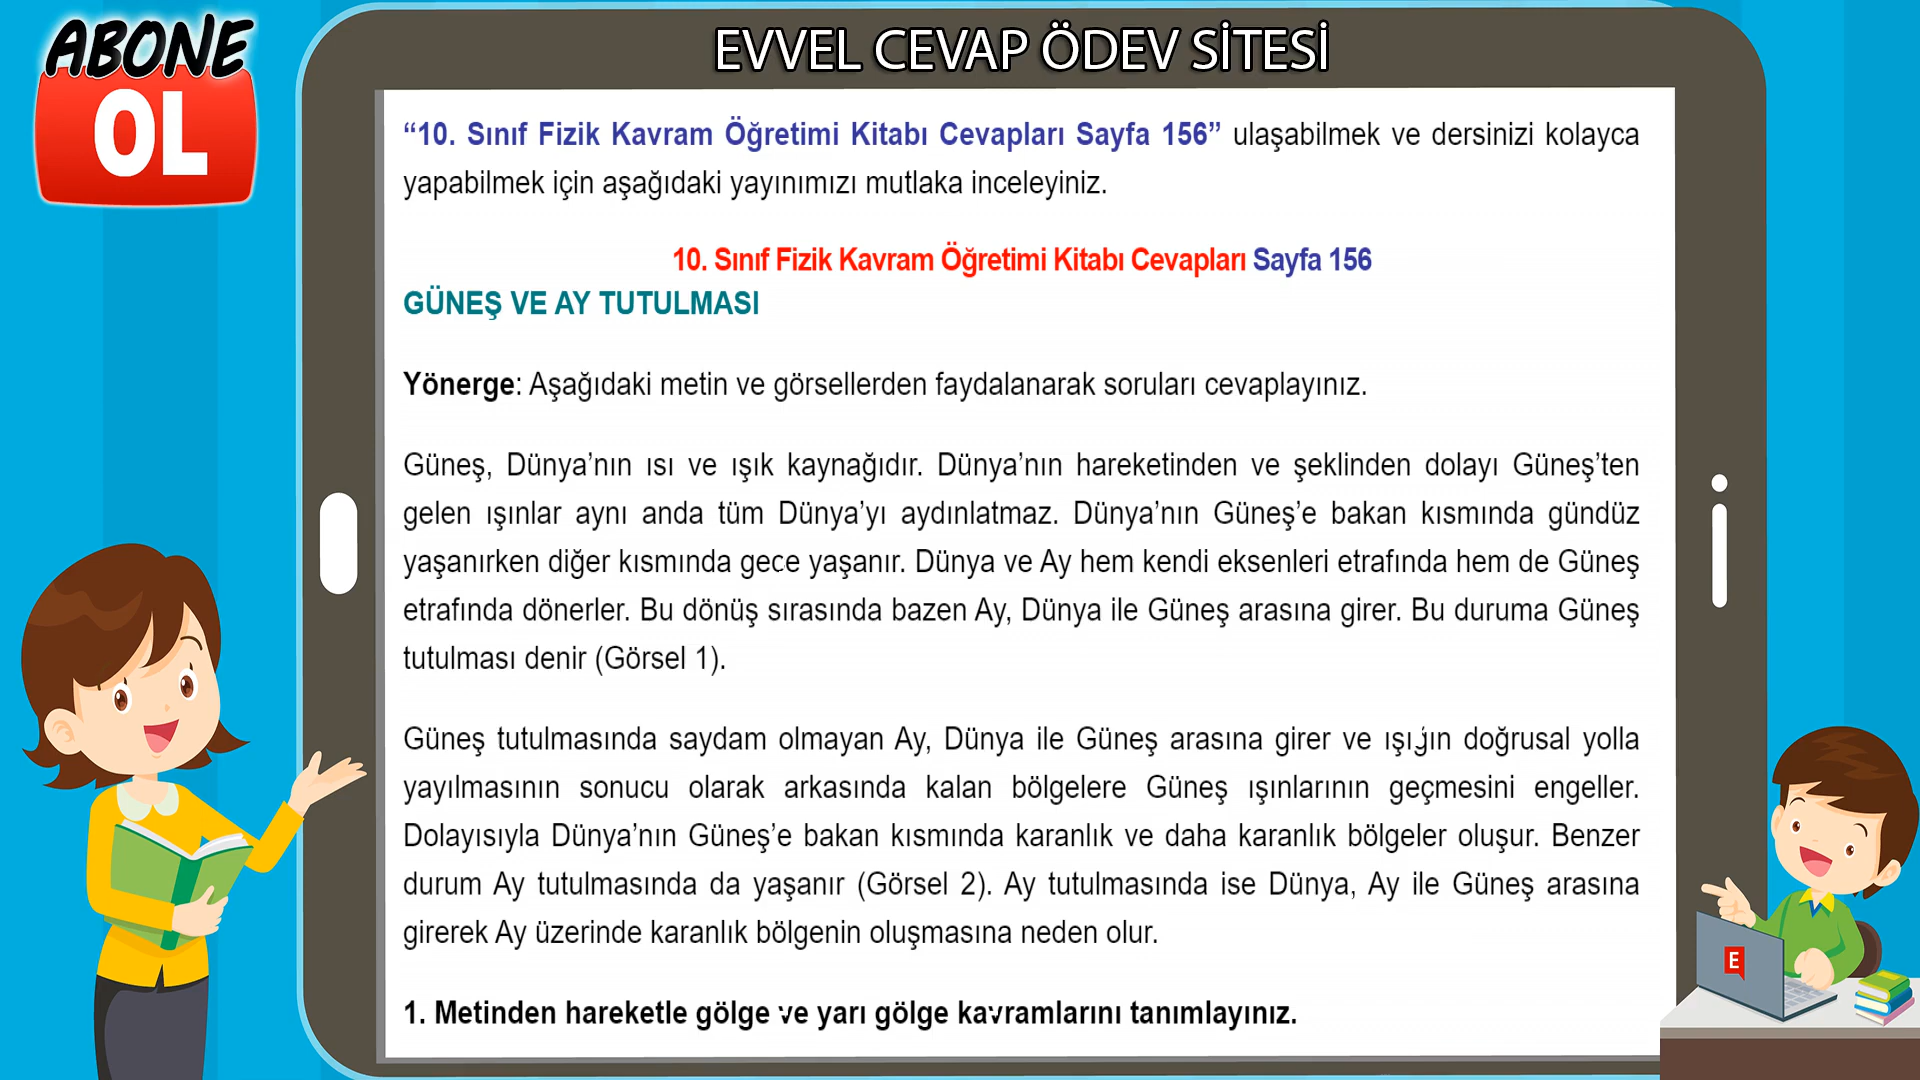 ABONE
OL
EVVEL CEVAP ÖDEV SİTESİ
“10. Sınıf Fizik Kavram Öğretimi Kitabı Cevapları Sayfa 156” ulaşabilmek ve dersinizi kolayca
yapabilmek için aşağıdaki yayınımızı mutlaka inceleyiniz.
10. Sınıf Fizik Kavram Öğretimi Kitabı Cevapları Sayfa 156
GÜNEŞ VE AY TUTULMASI
Yönerge: Aşağıdaki metin ve görsellerden faydalanarak soruları cevaplayınız.
Güneş, Dünya’nın ısı ve ışık kaynağıdır. Dünya’nın hareketinden ve şeklinden dolayı Güneş’ten
gelen ışınlar aynı anda tüm Dünya’yı aydınlatmaz. Dünya’nın Güneş’e bakan kısmında gündüz
yaşanırken diğer kısmında gece yaşanır. Dünya ve Ay hem kendi eksenleri etrafında hem de Güneş
etrafında dönerler. Bu dönüş sırasında bazen Ay, Dünya ile Güneş arasına girer. Bu duruma Güneş
tutulması denir (Görsel 1).
Güneş tutulmasında saydam olmayan Ay, Dünya ile Güneş arasına girer ve ışığın doğrusal yolla
yayılmasının sonucu olarak arkasında kalan bölgelere Güneş ışınlarının geçmesini engeller.
Dolayısıyla Dünya’nın Güneş’e bakan kısmında karanlık ve daha karanlık bölgeler oluşur. Benzer
durum Ay tutulmasında da yaşanır (Görsel 2). Ay tutulmasında ise Dünya, Ay ile Güneş arasına
girerek Ay üzerinde karanlık bölgenin oluşmasına neden olur.
1. Metinden hareketle gölge ve yarı gölge kavramlarını tanımlayınız.
E